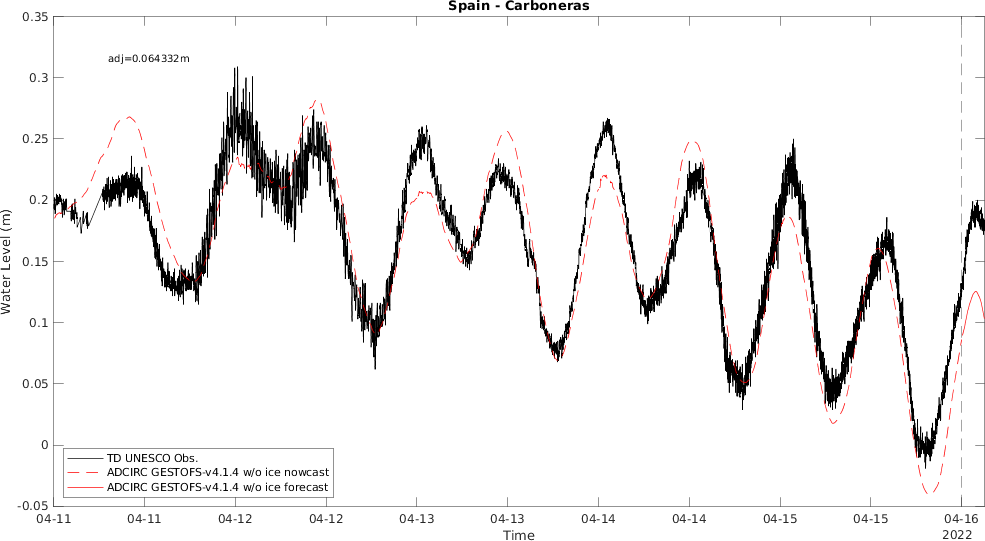 Spain - Carboneras
adj=0.064332m
0.35
0.3
0.25
0.2
0.15
0.1
0.05
0
-0.05
Water Level (m)
TD UNESCO Obs.
ADCIRC GESTOFS-v4.1.4 w/o ice nowcast
ADCIRC GESTOFS-v4.1.4 w/o ice forecast
04-11 04-11 04-12 04-12 04-13 04-13 04-14 04-14 04-15 04-15 04-16
Time
2022